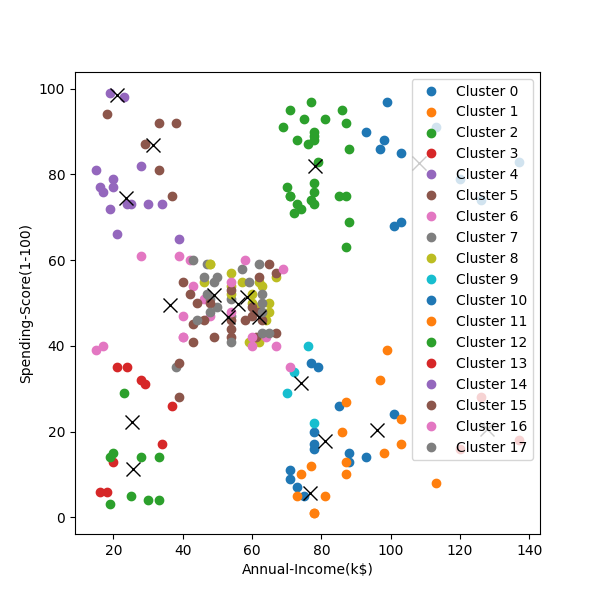 100
80
60
40
20
0
Spending-Score(1-100)
20
40
60
80
100
120
140
Annual-Income(k$)
Cluster 0
Cluster 1
Cluster 2
Cluster 3
Cluster 4
Cluster 5
Cluster 6
Cluster 7
Cluster 8
Cluster 9
Cluster 10
Cluster 11
Cluster 12
Cluster 13
Cluster 14
Cluster 15
Cluster 16
Cluster 17